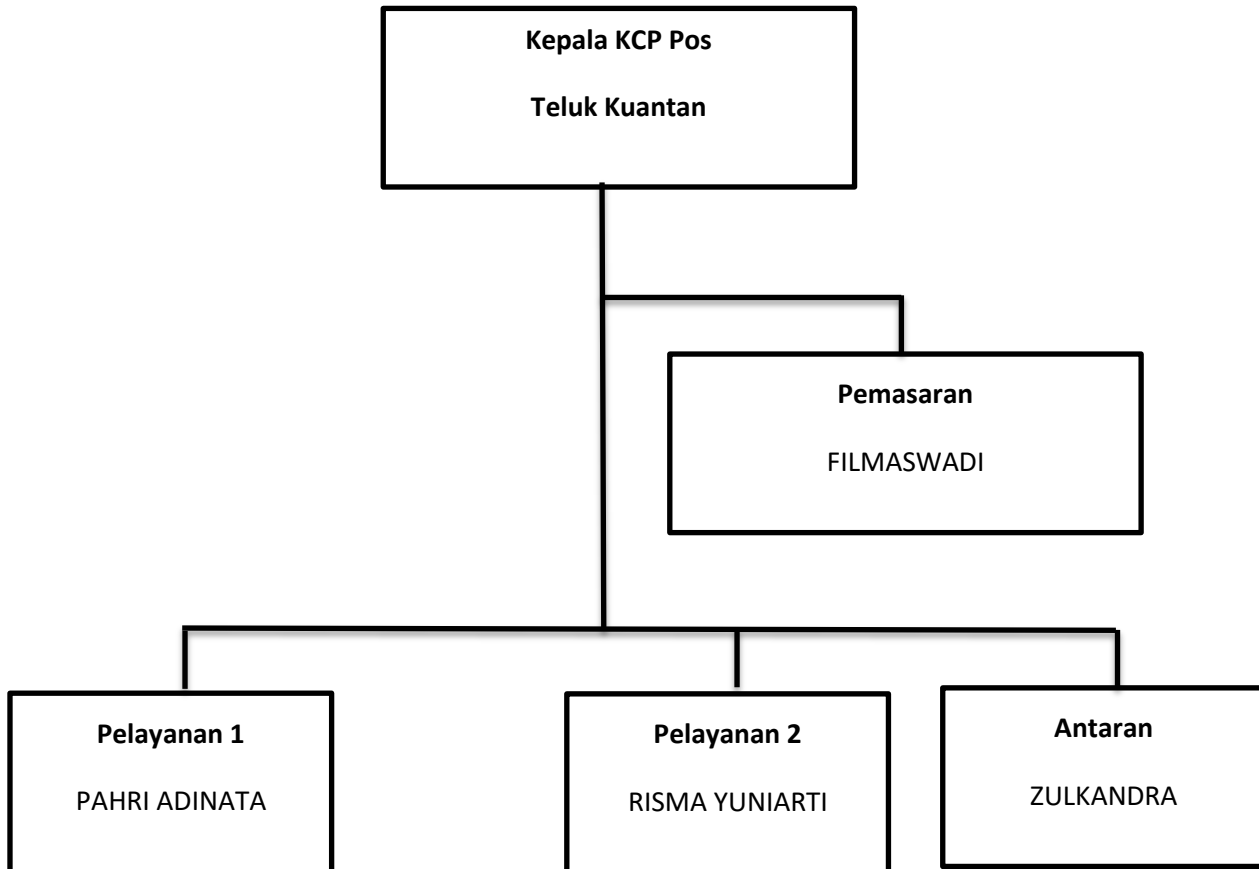 Kepala KCP Pos
Teluk Kuantan
Pemasaran
FILMASWADI
Pelayanan 1
PAHRI ADINATA
Pelayanan 2
RISMA YUNIARTI
Antaran
ZULKANDRA